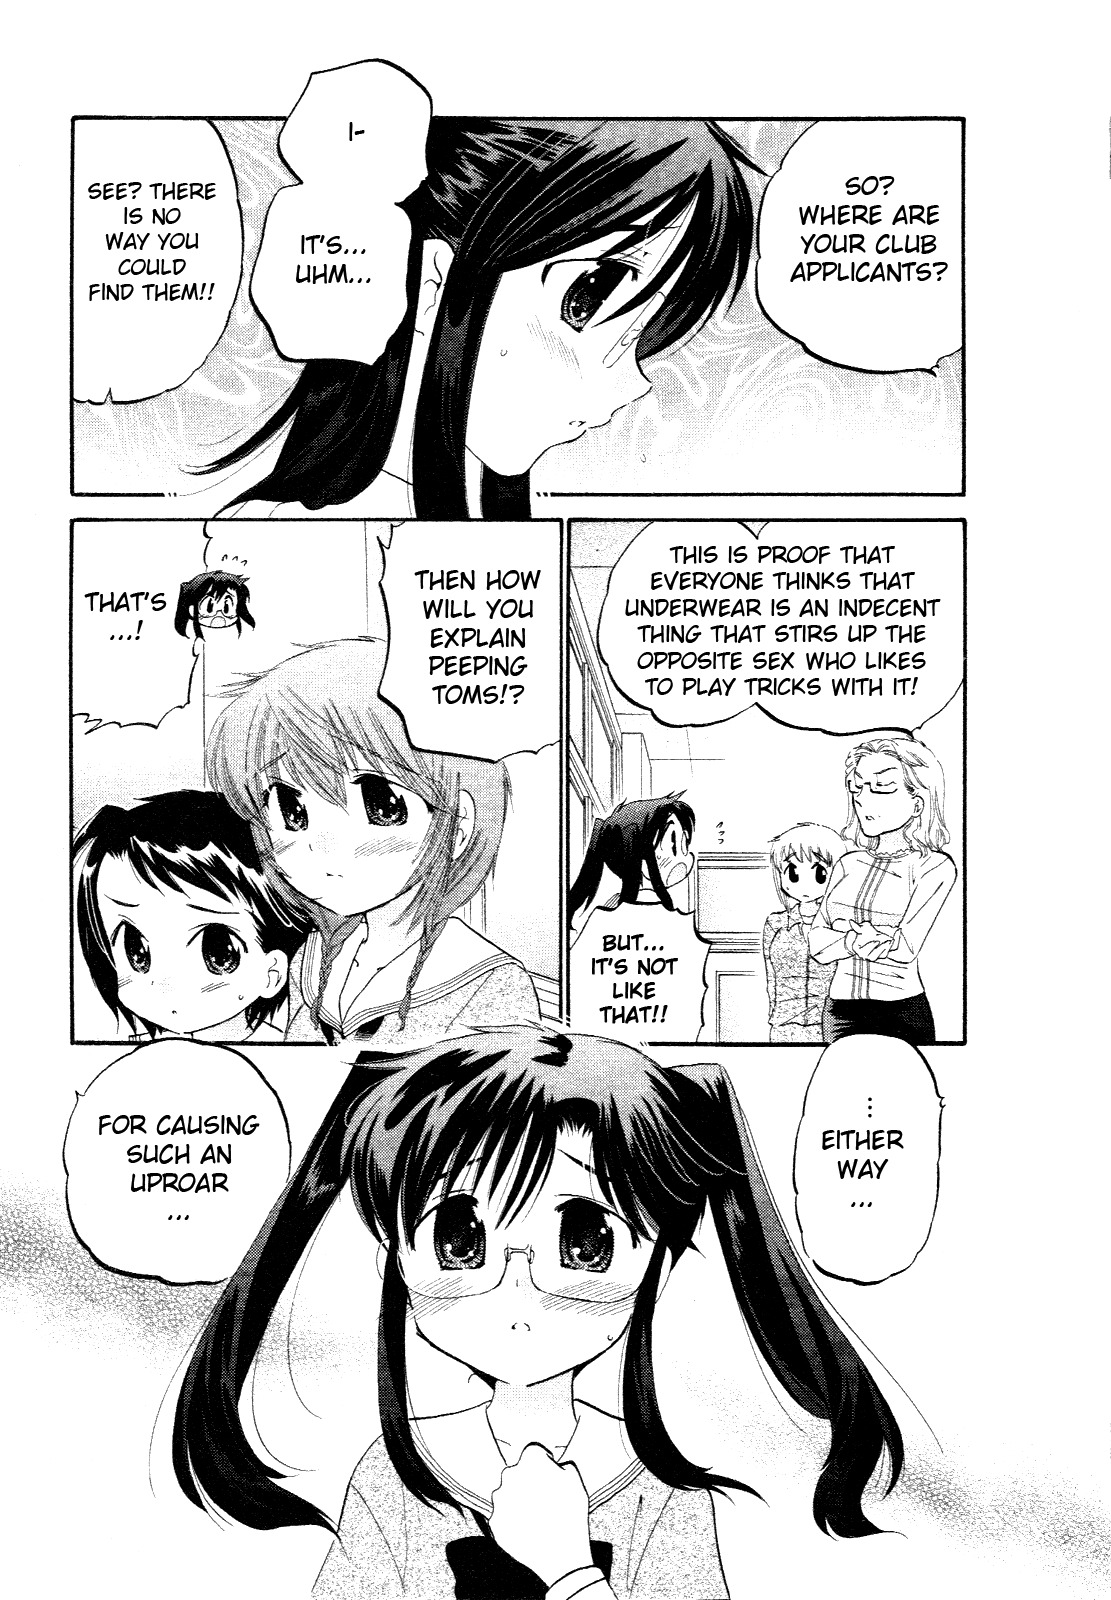 SO?
WHERE ARE
YOUR CLUB
APPLICANTS?
I-
IT'S...
UHM...
SEE? THERE
IS NO
WAY YOU
COULD
FIND THEM!!
THIS IS PROOF THAT
EVERYONE THINKS THAT
UNDERWEAR IS AN INDECENT
THING THAT STIRS UP THE
OPPOSITE SEX WHO LIKES
TO PLAY TRICKS WITH IT!
BUT...
IT'S NOT
LIKE
THAT!!
THEN HOW
WILL YOU
EXPLAIN
PEEPING
TOMS!?
THAT'S
...!
...
EITHER
WAY
...
FOR CAUSING
SUCH AN
UPROAR
...